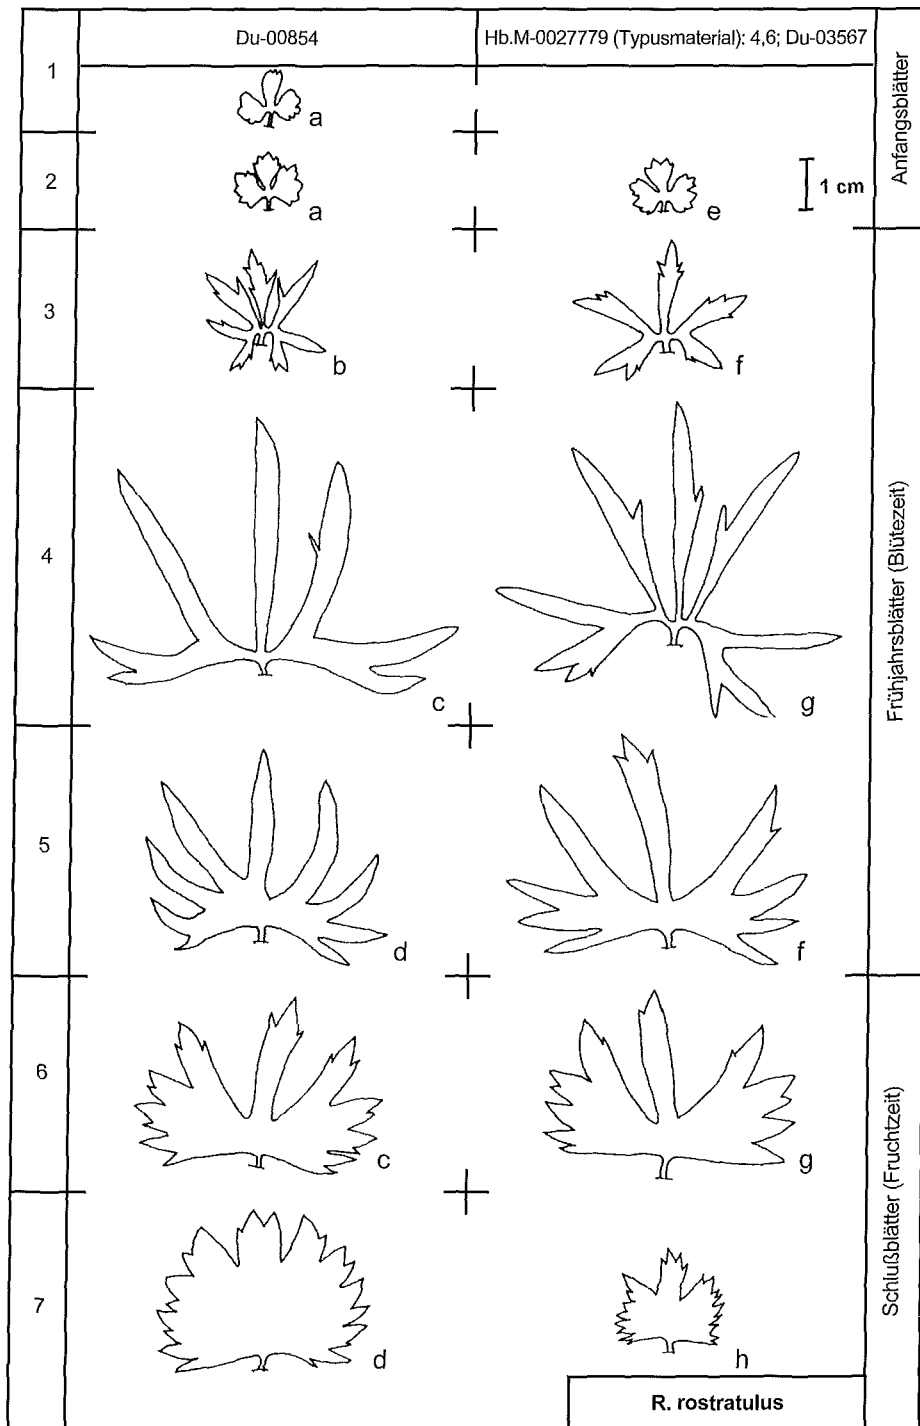 Du-00854
Hb.M-0027779 (Typusmaterial): 4,6; Du-03567
1
a
Anfangsblätter
2
a
e
1 cm
3
b
f
Frühjahrsblätter (Blütezeit)
4
c
g
5
d
f
6
c
g
Schlußblätter (Fruchtzeit)
7
d
h
R. rostratulus